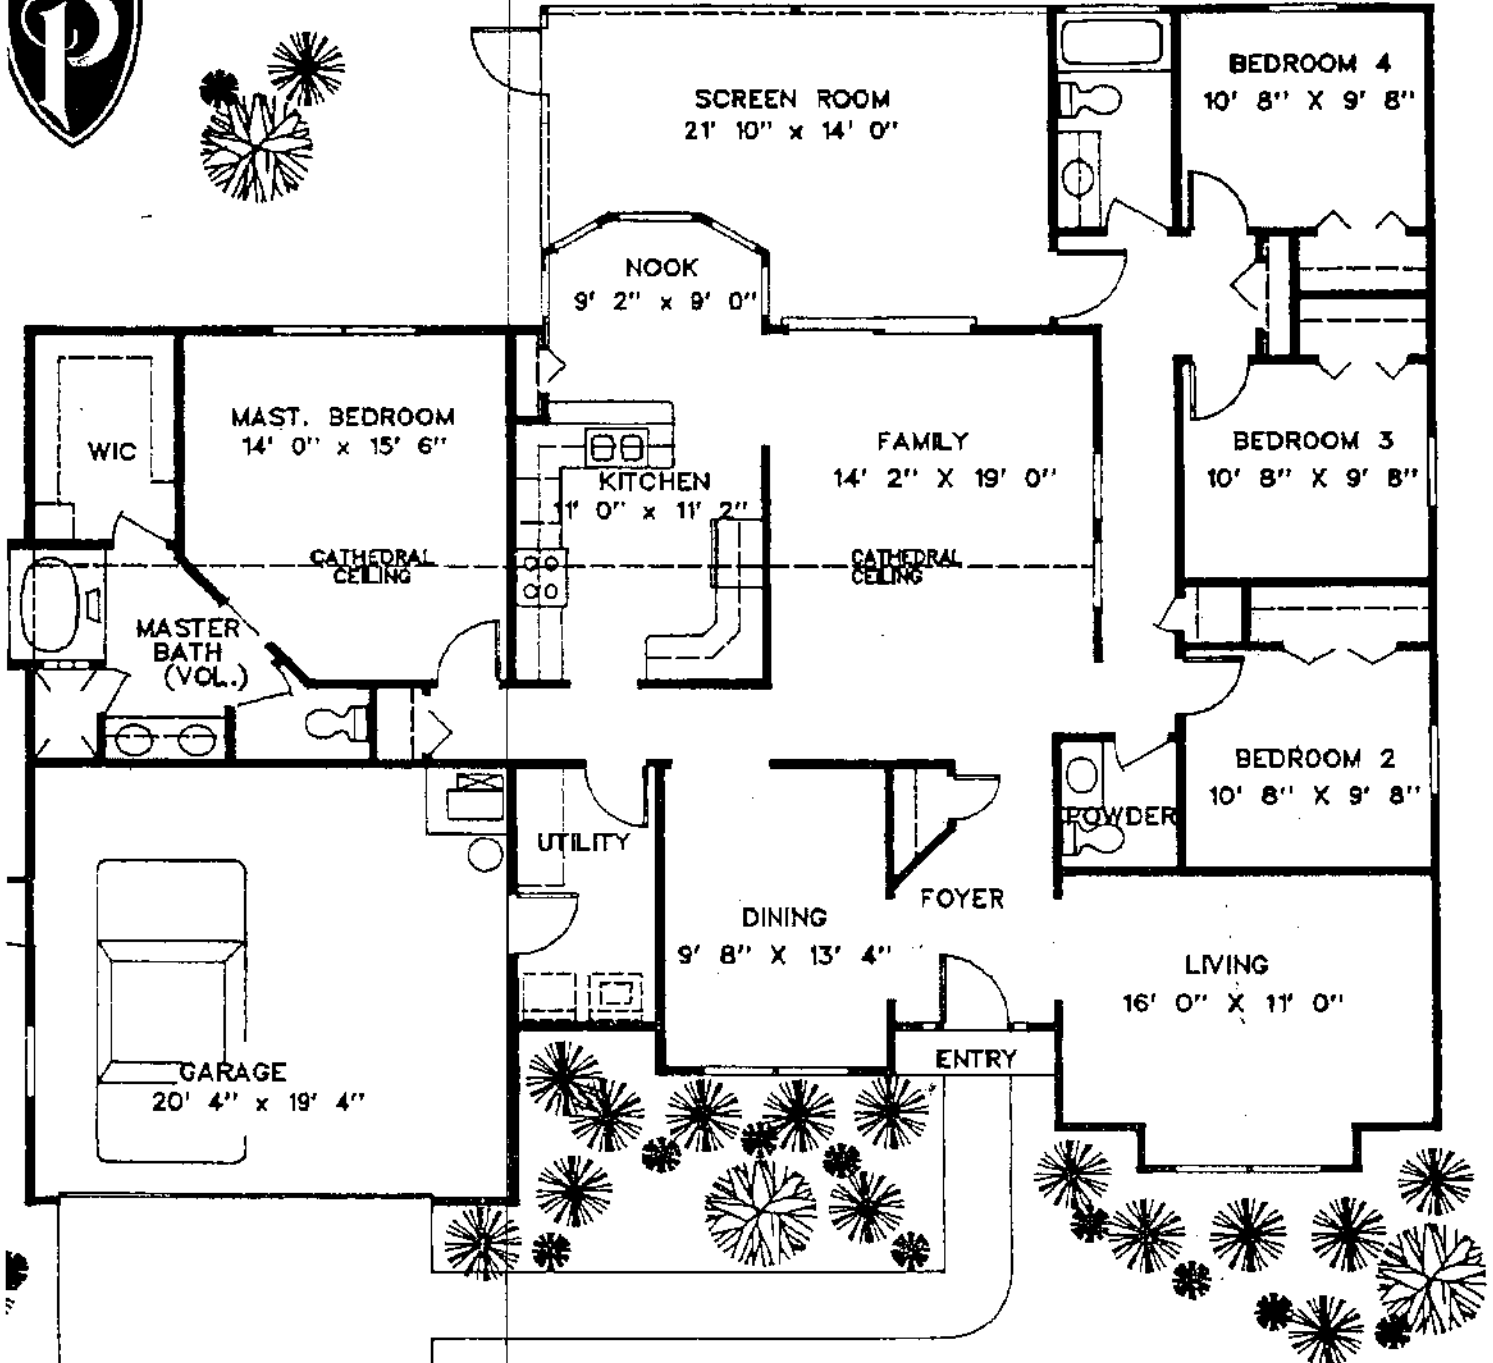 P
BEDROOM 4
10' 8" X 9' 8"
SCREEN ROOM
21' 10" x 14' 0"
NOOK
9' 2" x 9' 0"
MAST. BEDROOM
14' 0" x 15' 6"
WIC
FAMILY
14' 2" X 19' 0"
BEDROOM 3
10' 8" X 9' 8"
KITCHEN
11' 0" x 11' 2"
CATHEDRAL
CEILING
CATHEDRAL
CEILING
MASTER
BATH
(VOL.)
BEDROOM 2
10' 8" X 9' 8"
POWDER
UTILITY
FOYER
DINING
9' 8" X 13' 4"
LIVING
16' 0" X 11' 0"
ENTRY
GARAGE
20' 4" x 19' 4"